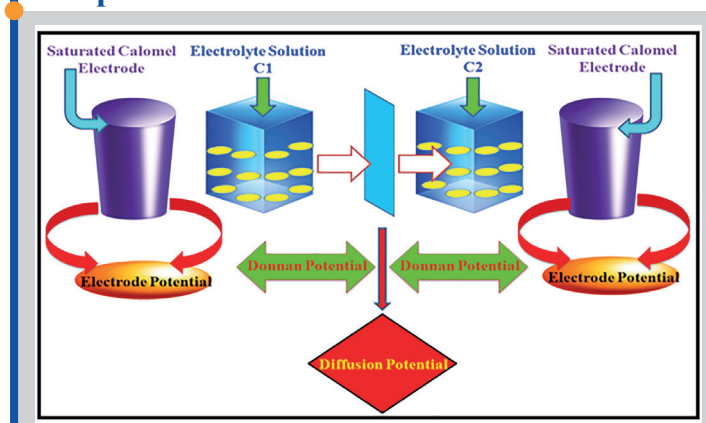 Saturated Calomel
Electrode
Electrolyte Solution
C1
Electrolyte Solution
C2
Saturated Calomel
Electrode
Donnan Potential
Donnan Potential
Electrode Potential
Electrode Potential
Diffusion Potential